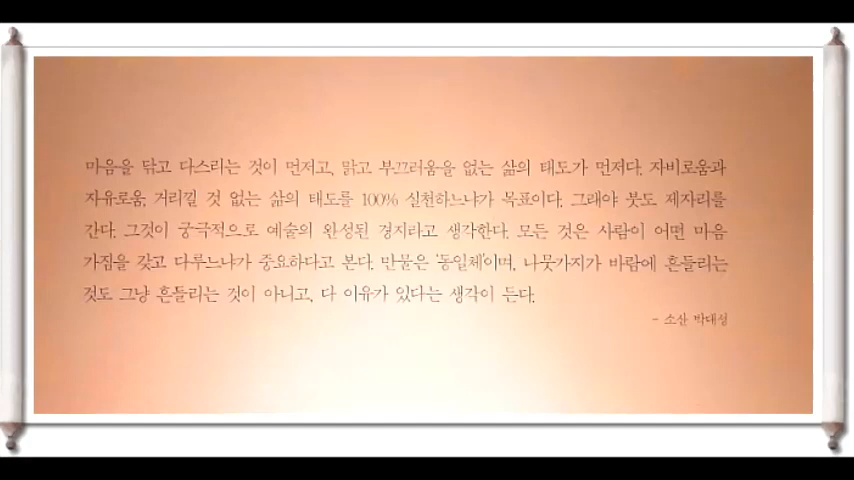 마음을 닦고 다스리는 것이 먼저고, 맑고 부끄러움을 없는 삶의 태도가 먼저다. 자비로움과
자유로움, 거리낄 것 없는 삶의 태도를 100% 실천하느냐가 목표이다. 그래야 붓도 제자리를
간다. 그것이 궁극적으로 예술의 완성된 경지라고 생각한다. 모든 것은 사람이 어떤 마음
가짐을 갖고 다루느냐가 중요하다고 본다. 만물은 '동일체'이며, 나뭇가지가 바람에 흔들리는
것도 그냥 흔들리는 것이 아니고, 다 이유가 있다는 생각이 든다.
- 소산 박대성